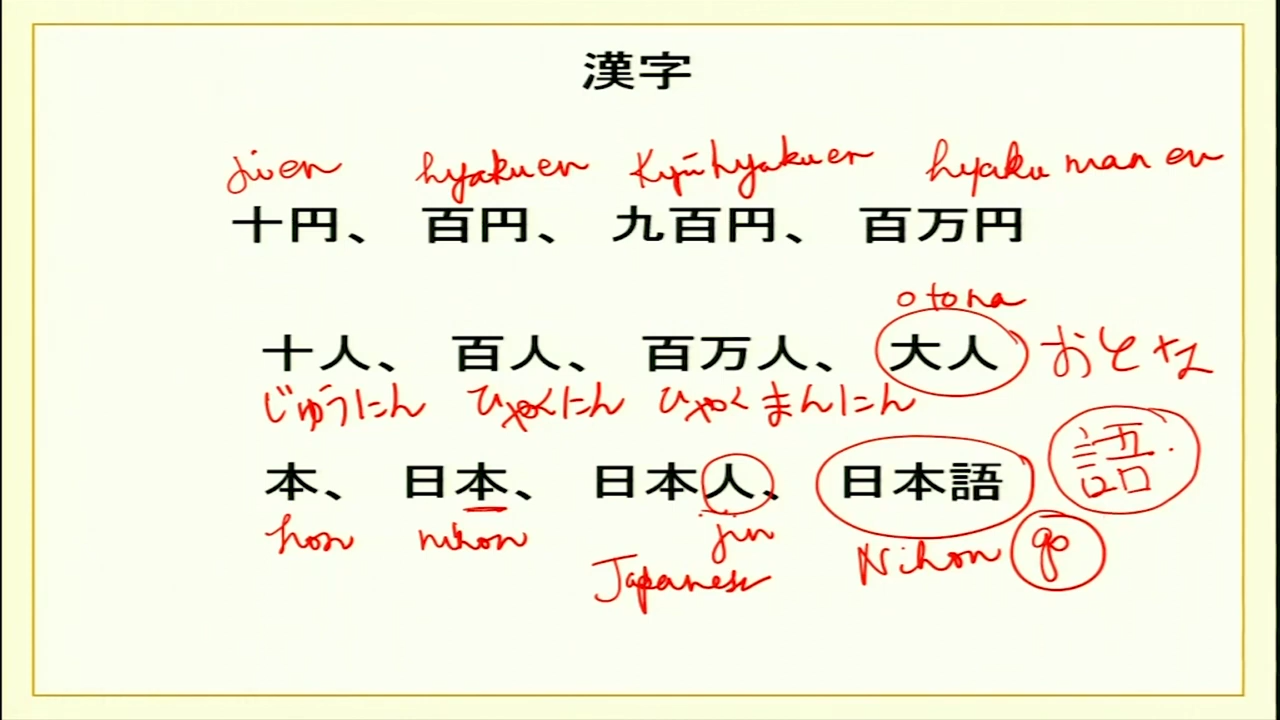 漢字
jiuen hyakuen Kyūhyakuen hyaku man en
十円、 百円、 九百円、 百万円
otona
十人、 百人、 百万人、 大人 おとな
じゅうにん ひゃくにん ひゃくまんにん
本、 日本、 日本人、 日本語 語
hon nihon jin Nihon go
Japanese